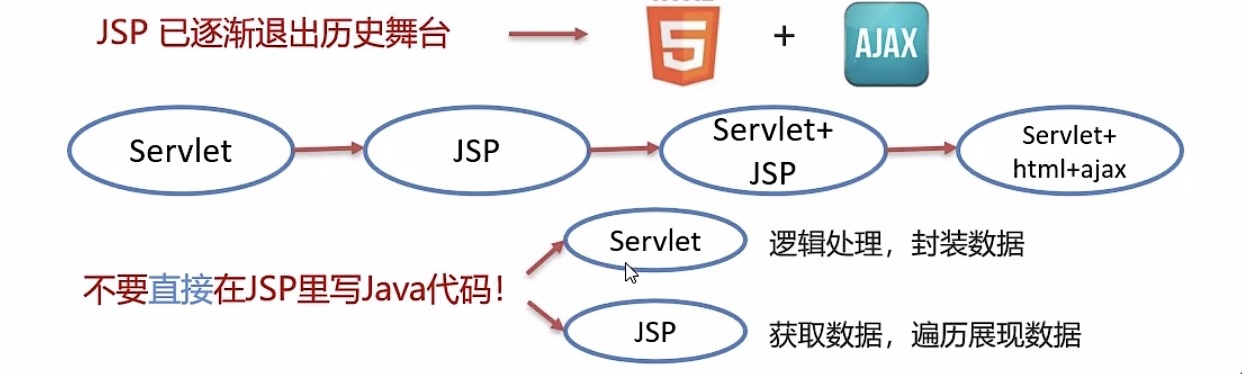 JSP 已逐渐退出历史舞台
5
+
AJAX
Servlet
JSP
Servlet+
JSP
Servlet+
html+ajax
Servlet
逻辑处理，封装数据
不要直接在JSP里写Java代码！
JSP
获取数据，遍历展现数据